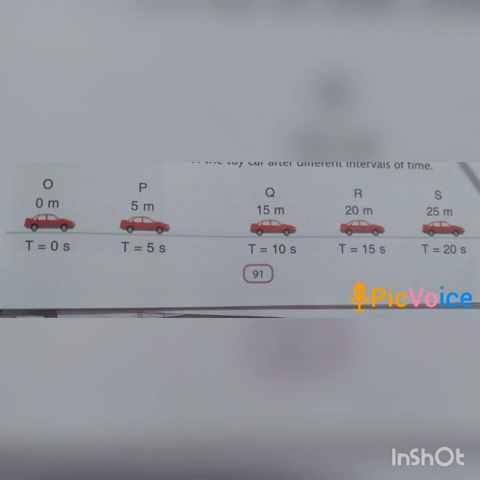 the toy car after different intervals of time.
O P Q R S
0 m 5 m 15 m 20 m 25 m
T = 0 s T = 5 s T = 10 s T = 15 s T = 20 s
91
PicVoice
InShOt